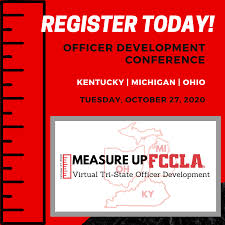 REGISTER TODAY!
OFFICER DEVELOPMENT
CONFERENCE
KENTUCKY | MICHIGAN | OHIO
TUESDAY, OCTOBER 27, 2020
MI
MEASURE UP FCCLA
OH
Virtual Tri-State Officer Development
KY